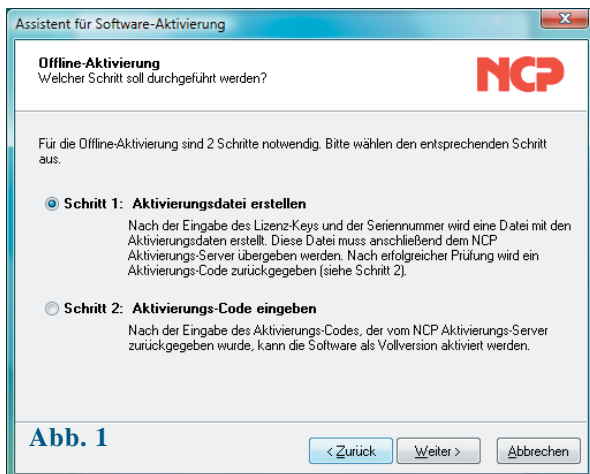 Assistent für Software-Aktivierung
Offline-Aktivierung
Welcher Schritt soll durchgeführt werden?
NCP
Für die Offline-Aktivierung sind 2 Schritte notwendig. Bitte wählen den entsprechenden Schritt
aus.
Schritt 1: Aktivierungsdatei erstellen
Nach der Eingabe des Lizenz-Keys und der Seriennummer wird eine Datei mit den
Aktivierungsdaten erstellt. Diese Datei muss anschließend dem NCP
Aktivierungs-Server übergeben werden. Nach erfolgreicher Prüfung wird ein
Aktivierungs-Code zurückgegeben (siehe Schritt 2).
Schritt 2: Aktivierungs-Code eingeben
Nach der Eingabe des Aktivierungs-Codes, der vom NCP Aktivierungs-Server
zurückgegeben wurde, kann die Software als Vollversion aktiviert werden.
Abb. 1
< Zurück Weiter > Abbrechen